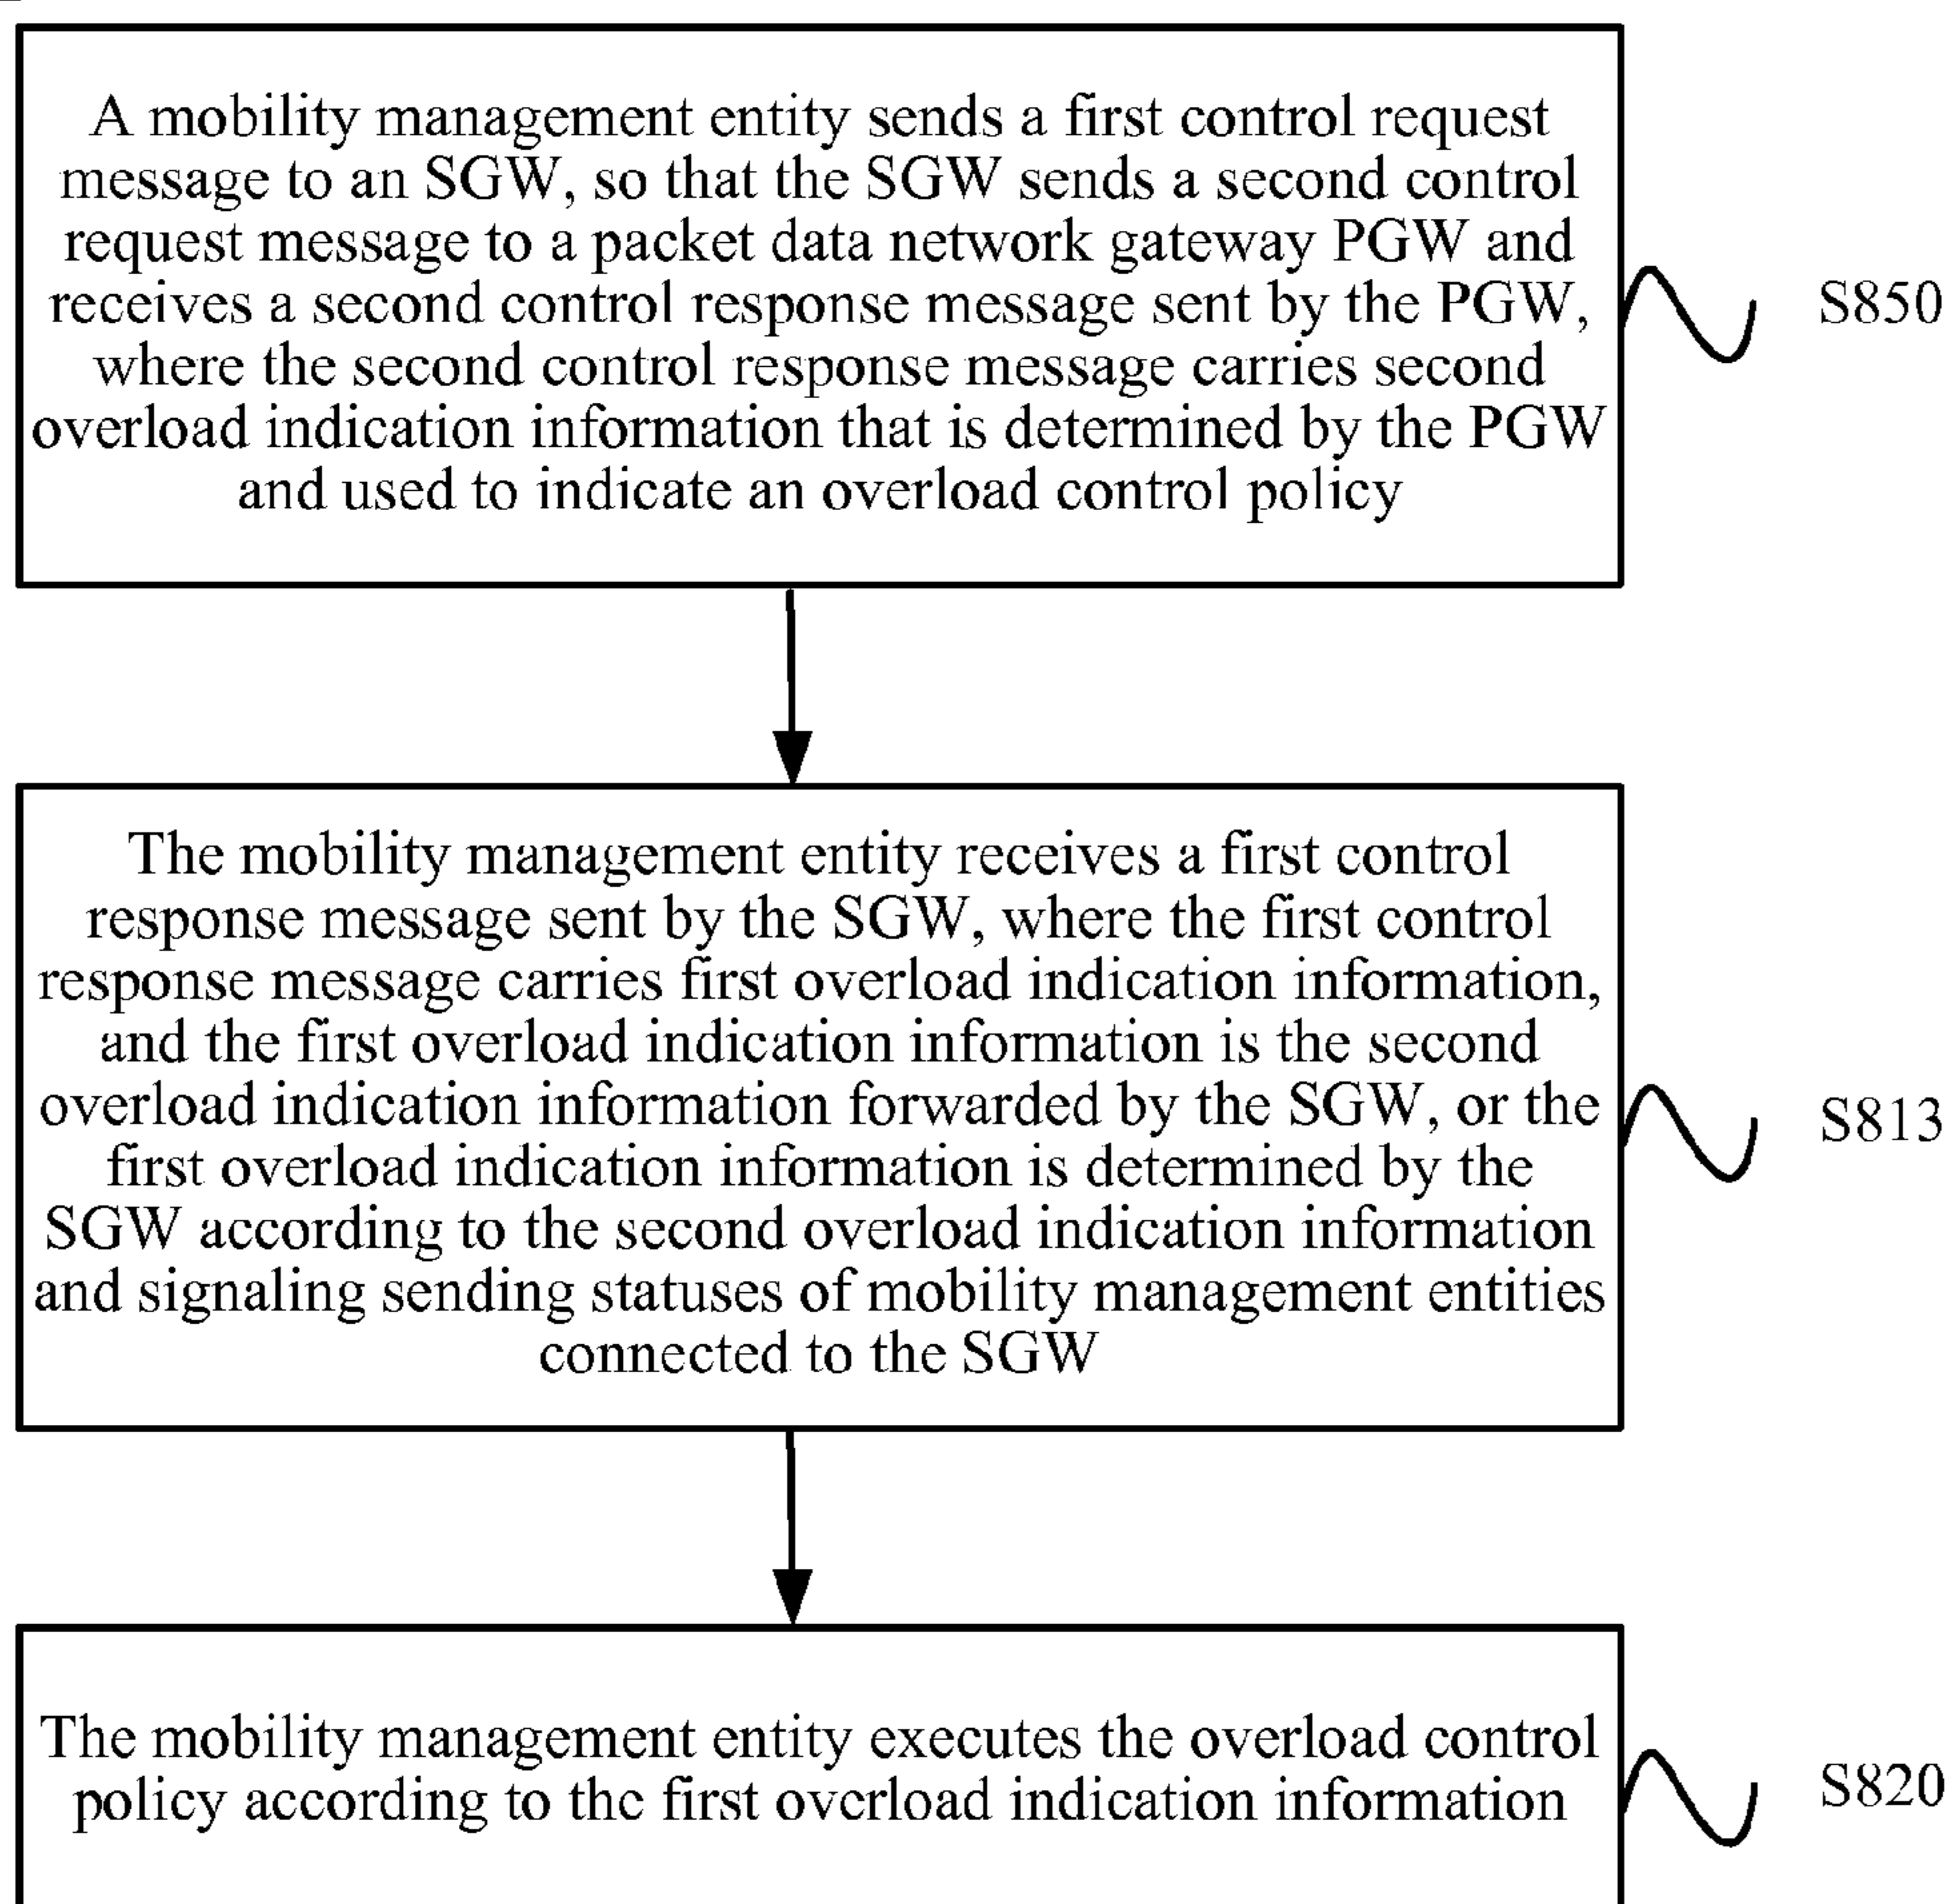 A mobility management entity sends a first control request
message to an SGW, so that the SGW sends a second control
request message to a packet data network gateway PGW and
receives a second control response message sent by the PGW,
where the second control response message carries second
overload indication information that is determined by the PGW
and used to indicate an overload control policy
S850
The mobility management entity receives a first control
response message sent by the SGW, where the first control
response message carries first overload indication information,
and the first overload indication information is the second
overload indication information forwarded by the SGW, or the
first overload indication information is determined by the
SGW according to the second overload indication information
and signaling sending statuses of mobility management entities
connected to the SGW
S813
The mobility management entity executes the overload control
policy according to the first overload indication information
S820